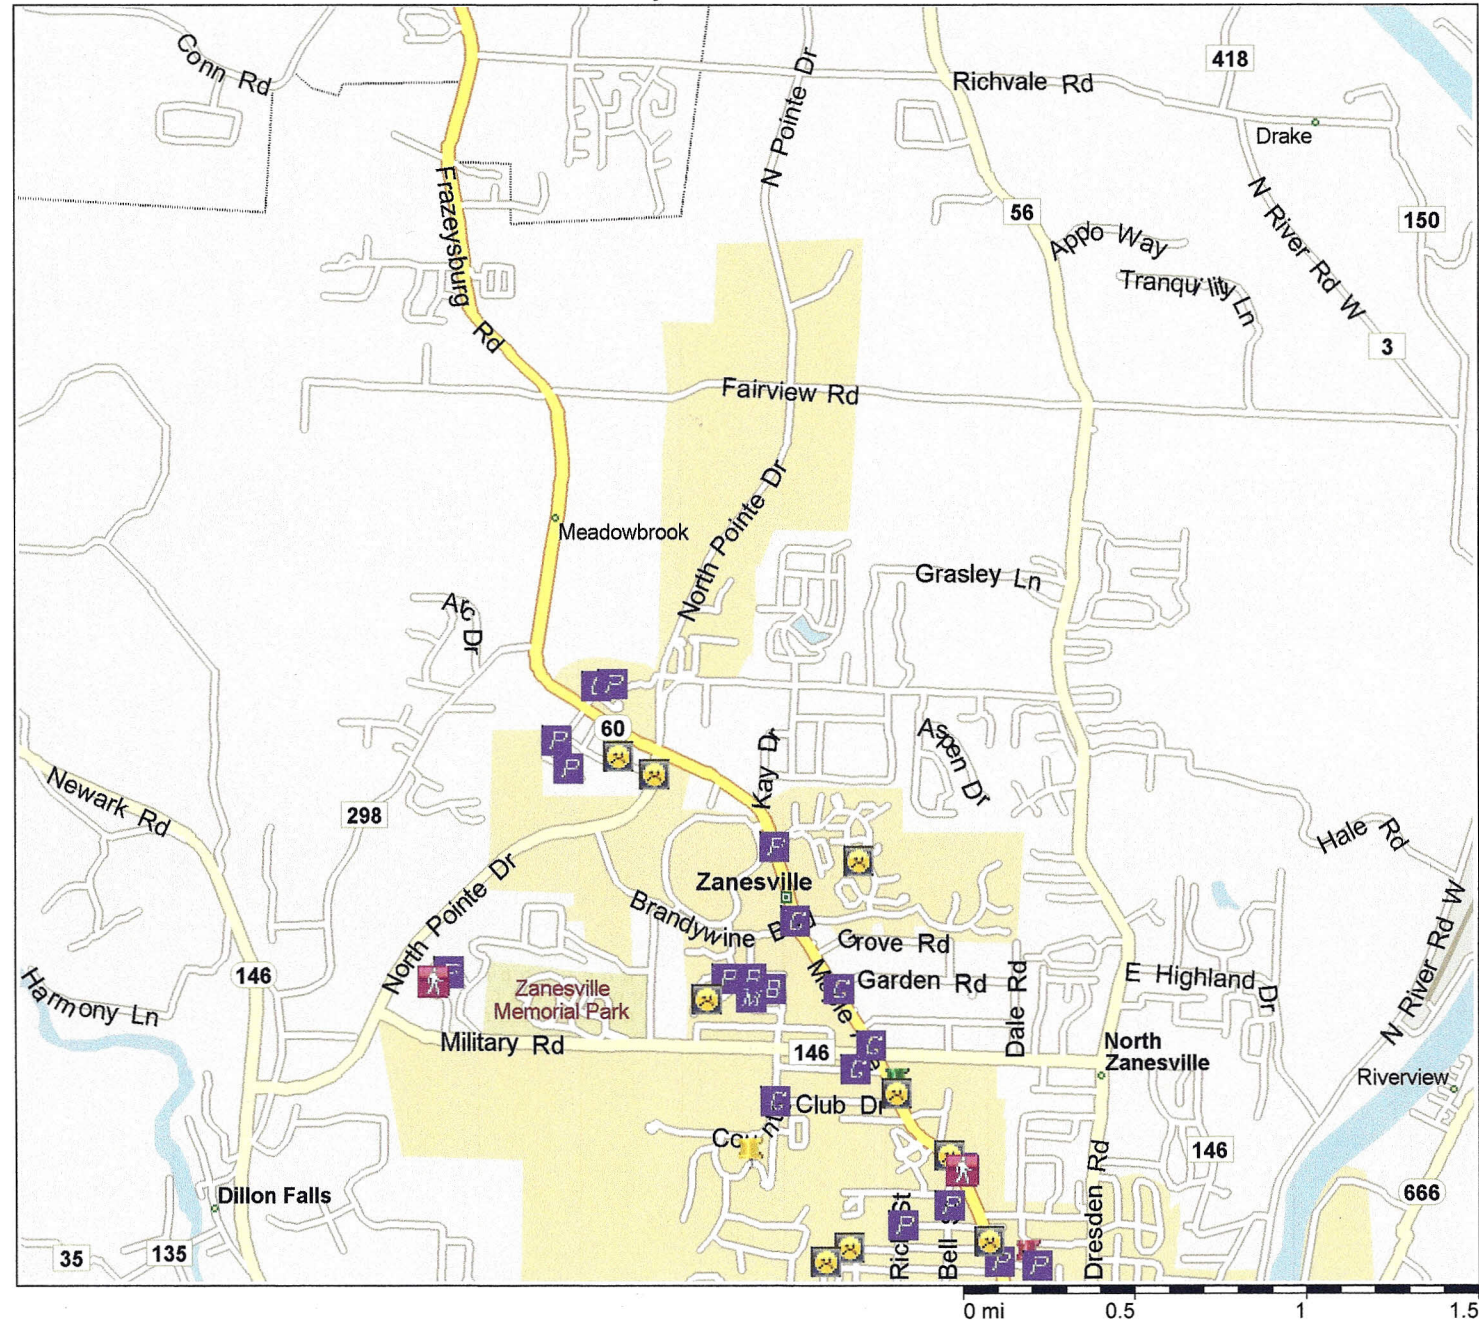 Conn Rd
N Pointe Dr
Richvale Rd
418
Drake
Frazeysburg Rd
56
N River Rd W
150
Appo Way
Tranquility Ln
3
Fairview Rd
Meadowbrook
North Pointe Dr
Grasley Ln
Arc Dr
60
Kay Dr
Aspen Dr
Newark Rd
298
Hale Rd
Zanesville
North Pointe Dr
Brandywine
Grove Rd
N River Rd W
146
Zanesville
Memorial Park
Garden Rd
Dale Rd
E Highland Dr
Harmony Ln
Military Rd
146
North
Zanesville
Riverview
Club Dr
146
666
Dillon Falls
Dresden Rd
St
Bell
35
135
P
P
P
P
P
G
G
G
G
G
P
P
P
P
0 mi
0.5
1
1.5